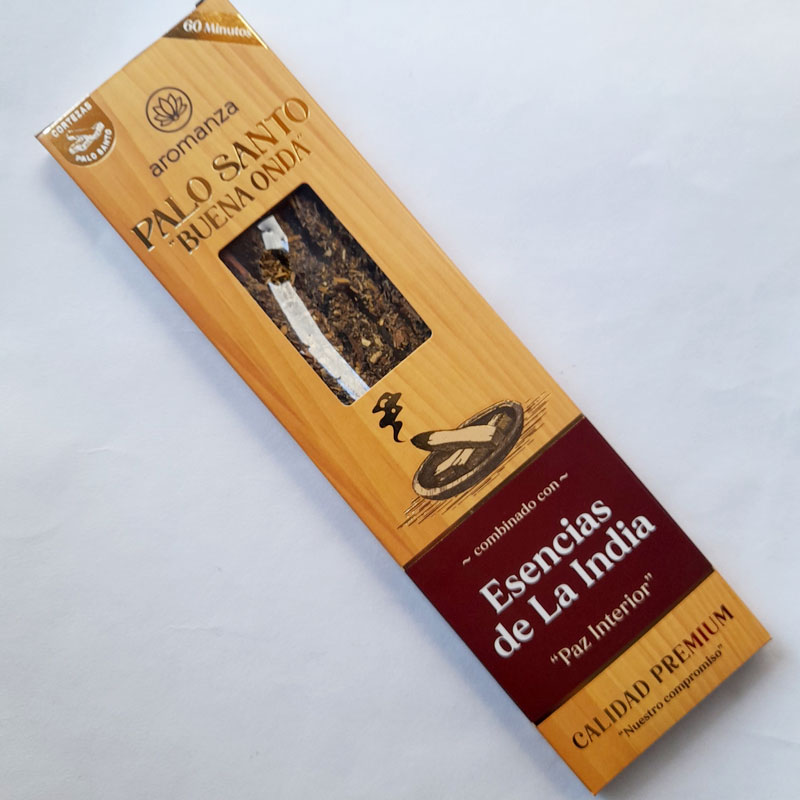 60 Minutos
CORTEZAS
PALO SANTO
aromanza
PALO SANTO
"BUENA ONDA"
~ combinado con ~
Esencias
de La India
"Paz Interior"
CALIDAD PREMIUM
"Nuestro compromiso"